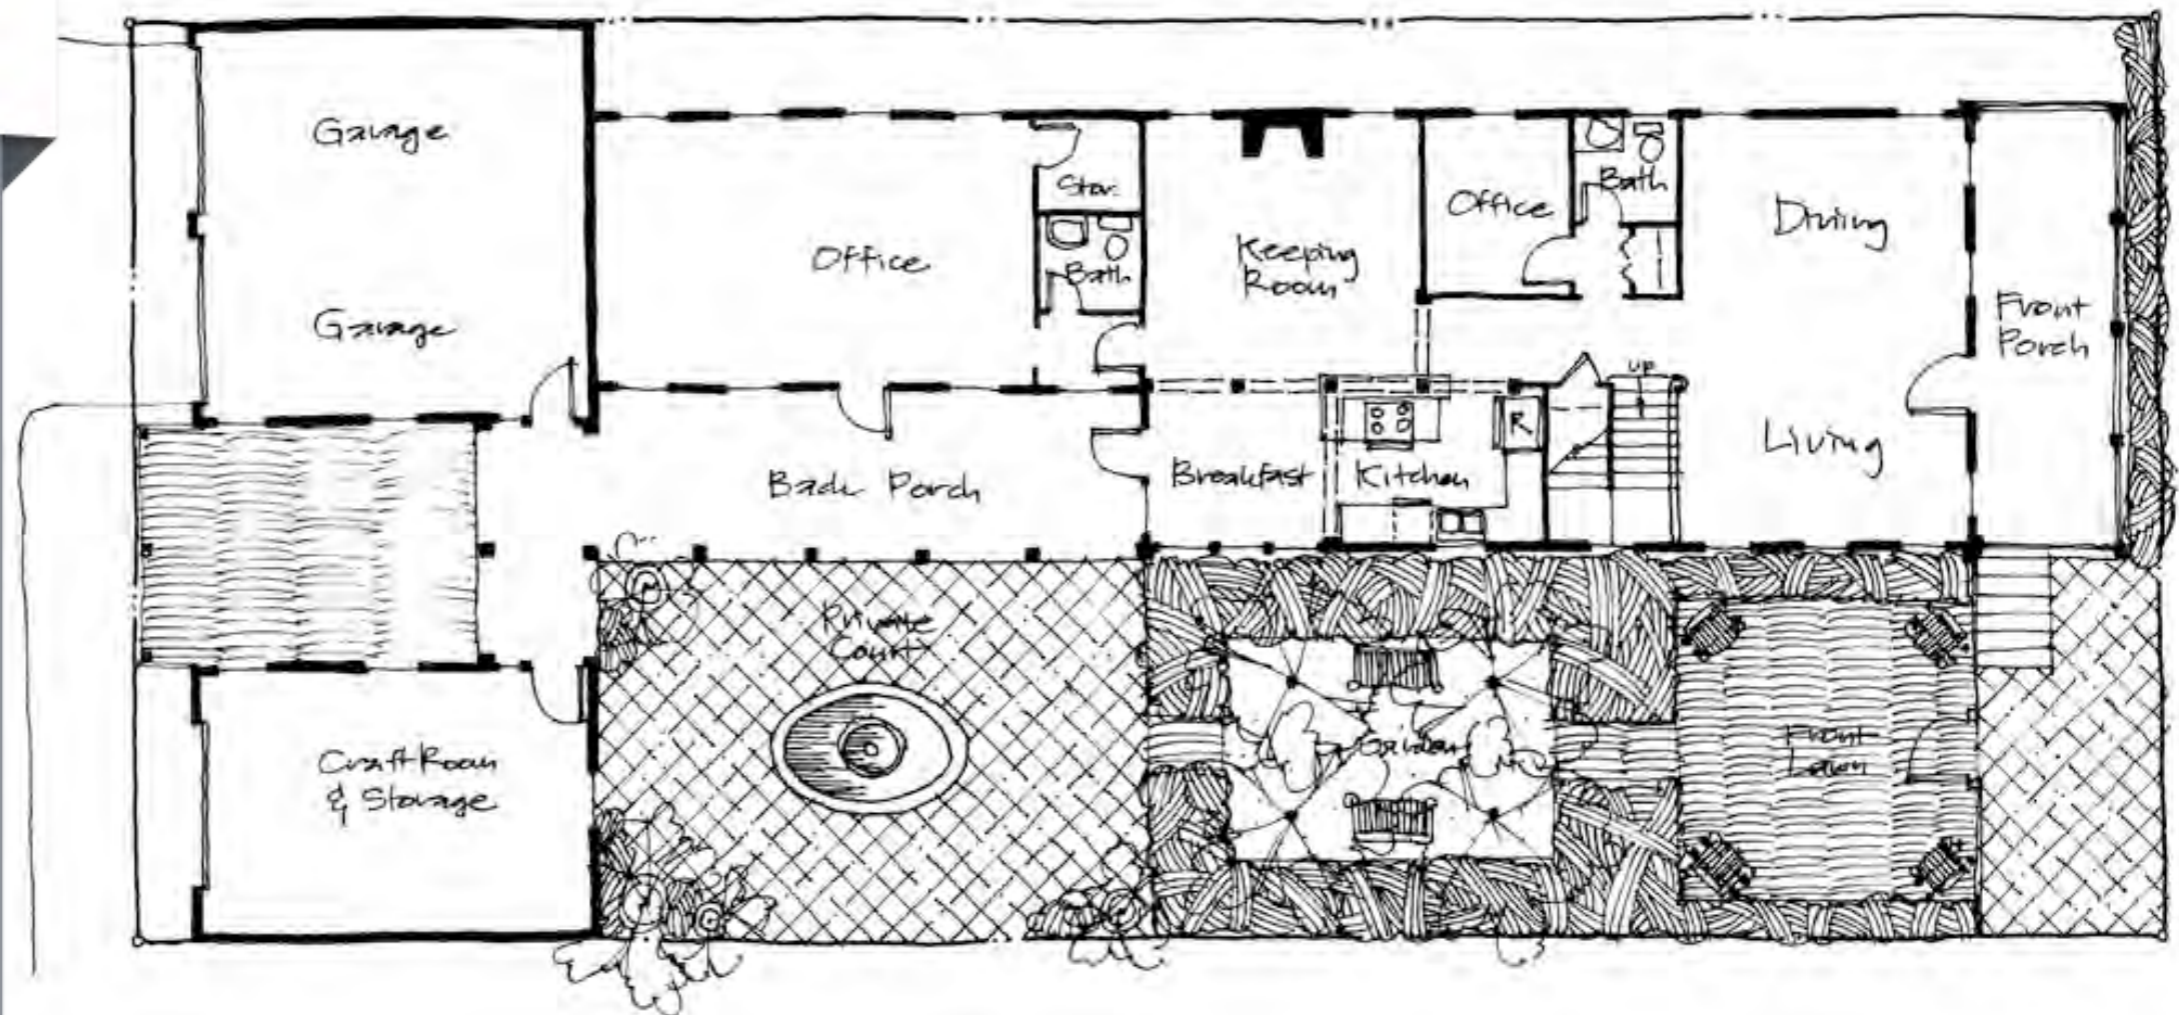 Garage
Garage
Office
Stor.
Bath
Keeping
Room
Office
Bath
Dining
Living
Front
Porch
up
R
Back Porch
Breakfast
Kitchen
Private
Court
Garden
Front
Lawn
Craft Room
& Storage